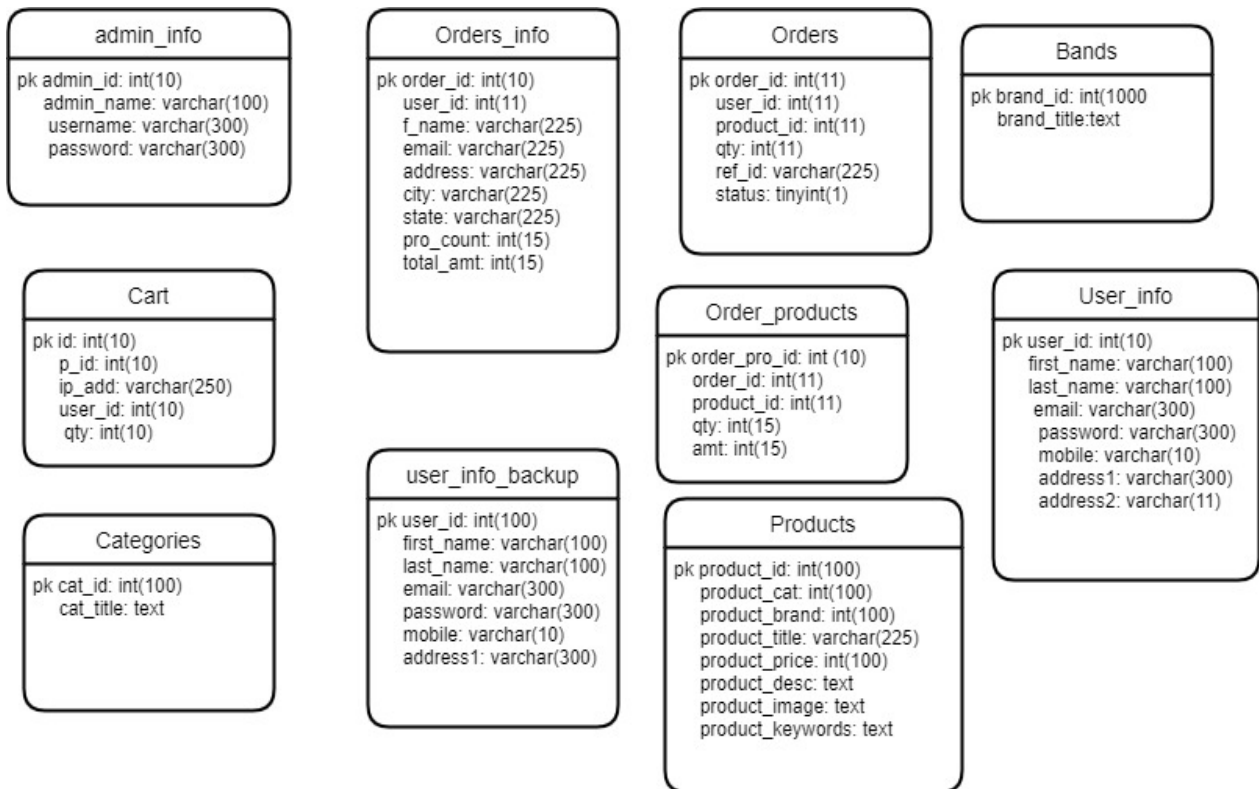 admin_info
pk admin_id: int(10)
admin_name: varchar(100)
username: varchar(300)
password: varchar(300)
Orders_info
pk order_id: int(10)
user_id: int(11)
f_name: varchar(225)
email: varchar(225)
address: varchar(225)
city: varchar(225)
state: varchar(225)
pro_count: int(15)
total_amt: int(15)
Orders
pk order_id: int(11)
user_id: int(11)
product_id: int(11)
qty: int(11)
ref_id: varchar(225)
status: tinyint(1)
Bands
pk brand_id: int(1000
brand_title:text
Cart
pk id: int(10)
p_id: int(10)
ip_add: varchar(250)
user_id: int(10)
qty: int(10)
Order_products
pk order_pro_id: int (10)
order_id: int(11)
product_id: int(11)
qty: int(15)
amt: int(15)
User_info
pk user_id: int(10)
first_name: varchar(100)
last_name: varchar(100)
email: varchar(300)
password: varchar(300)
mobile: varchar(10)
address1: varchar(300)
address2: varchar(11)
Categories
pk cat_id: int(100)
cat_title: text
user_info_backup
pk user_id: int(100)
first_name: varchar(100)
last_name: varchar(100)
email: varchar(300)
password: varchar(300)
mobile: varchar(10)
address1: varchar(300)
Products
pk product_id: int(100)
product_cat: int(100)
product_brand: int(100)
product_title: varchar(225)
product_price: int(100)
product_desc: text
product_image: text
product_keywords: text